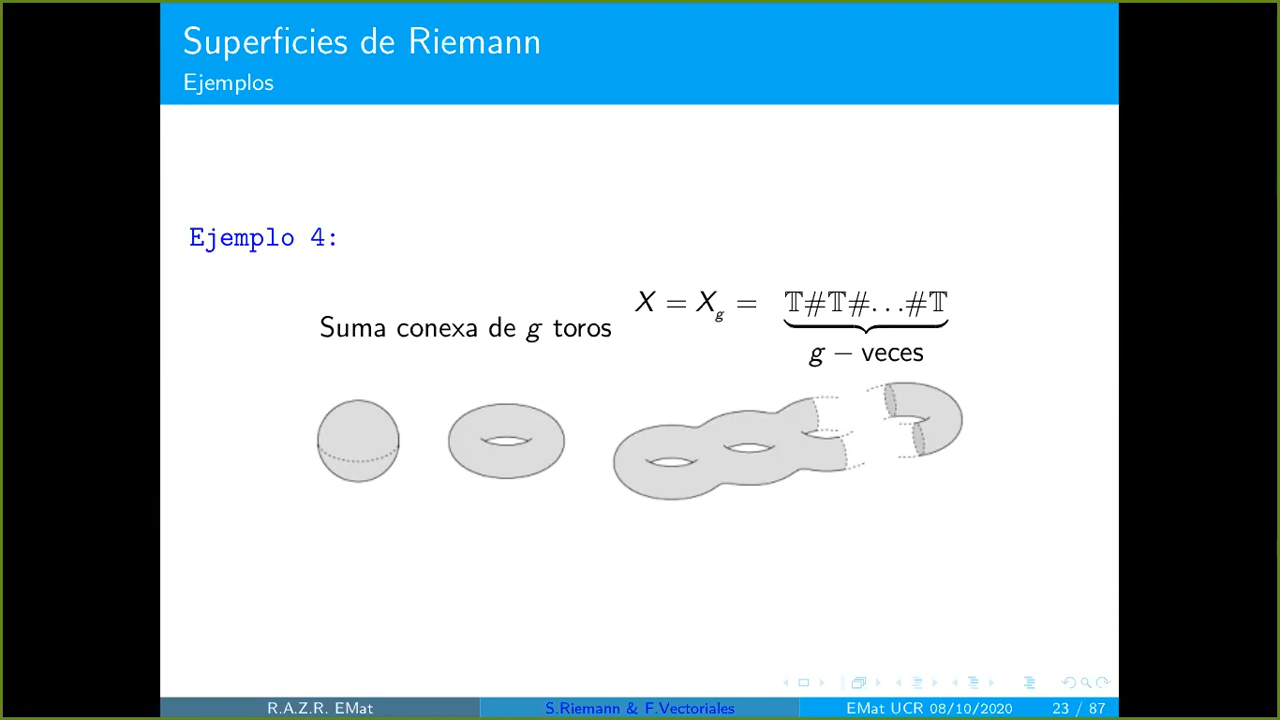 Superficies de Riemann
Ejemplos
Ejemplo 4:
Suma conexa de g toros
X = X_g = 𝕋#𝕋#...#𝕋
g − veces
R.A.Z.R. EMat
S.Riemann & F.Vectoriales
EMat UCR 08/10/2020
23 / 87